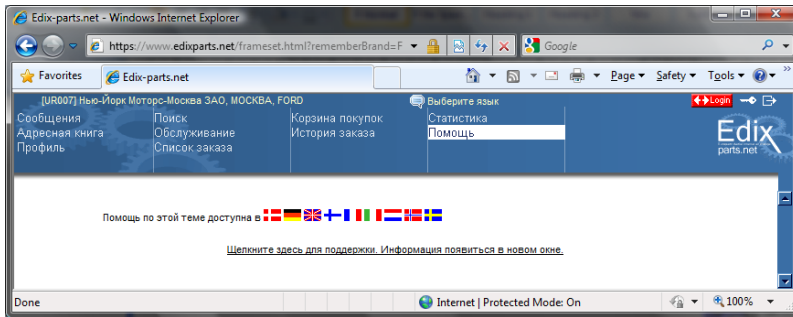 Edix-parts.net - Windows Internet Explorer
https://www.edixparts.net/frameset.html?rememberBrand=F
Google
Favorites
Edix-parts.net
Page
Safety
Tools
[UR007] Нью-Йорк Моторс-Москва ЗАО, МОСКВА, FORD
Выберите язык
Login
Сообщения
Поиск
Корзина покупок
Статистика
Адресная книга
Обслуживание
История заказа
Помощь
Профиль
Список заказа
Edix
parts.net
Помощь по этой теме доступна в
Щелкните здесь для поддержки. Информация появиться в новом окне.
Done
Internet | Protected Mode: On
100%